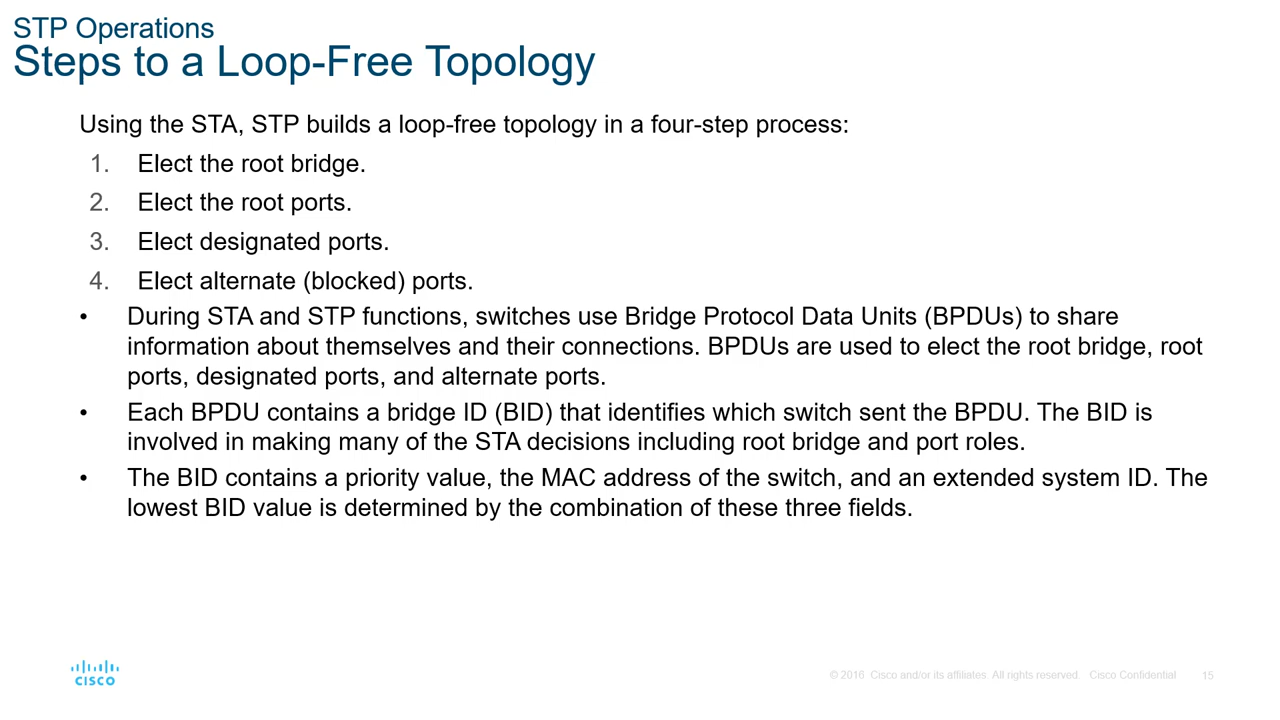 STP Operations
Steps to a Loop-Free Topology
Using the STA, STP builds a loop-free topology in a four-step process:
1. Elect the root bridge.
2. Elect the root ports.
3. Elect designated ports.
4. Elect alternate (blocked) ports.
• During STA and STP functions, switches use Bridge Protocol Data Units (BPDUs) to share
information about themselves and their connections. BPDUs are used to elect the root bridge, root
ports, designated ports, and alternate ports.
• Each BPDU contains a bridge ID (BID) that identifies which switch sent the BPDU. The BID is
involved in making many of the STA decisions including root bridge and port roles.
• The BID contains a priority value, the MAC address of the switch, and an extended system ID. The
lowest BID value is determined by the combination of these three fields.
CISCO
© 2016 Cisco and/or its affiliates. All rights reserved. Cisco Confidential 15